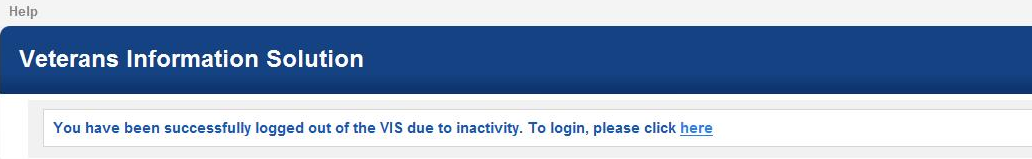 Help
Veterans Information Solution
You have been successfully logged out of the VIS due to inactivity. To login, please click here